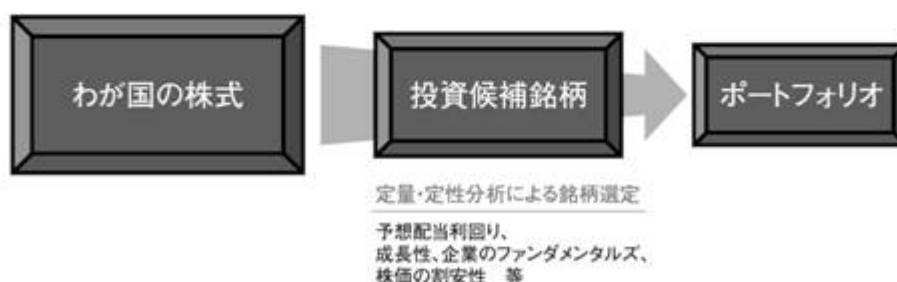 わが国の株式
投資候補銘柄
ポートフォリオ
定量・定性分析による銘柄選定
予想配当利回り、
成長性、企業のファンダメンタルズ、
株価の割安性　等